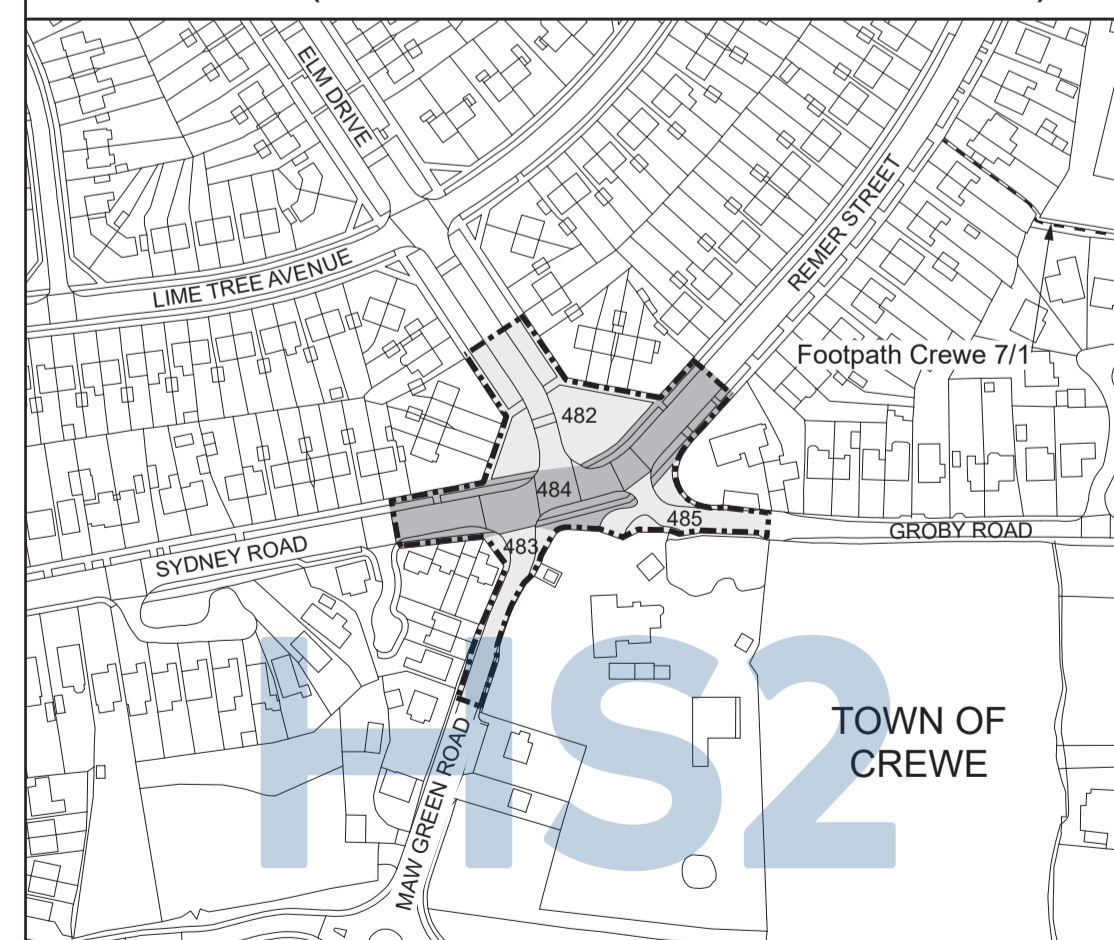 ELM DRIVE
REMER STREET
LIME TREE AVENUE
Footpath Crewe 7/1
482
484
485
GROBY ROAD
483
SYDNEY ROAD
TOWN OF
CREWE
HS2
MAW GREEN ROAD